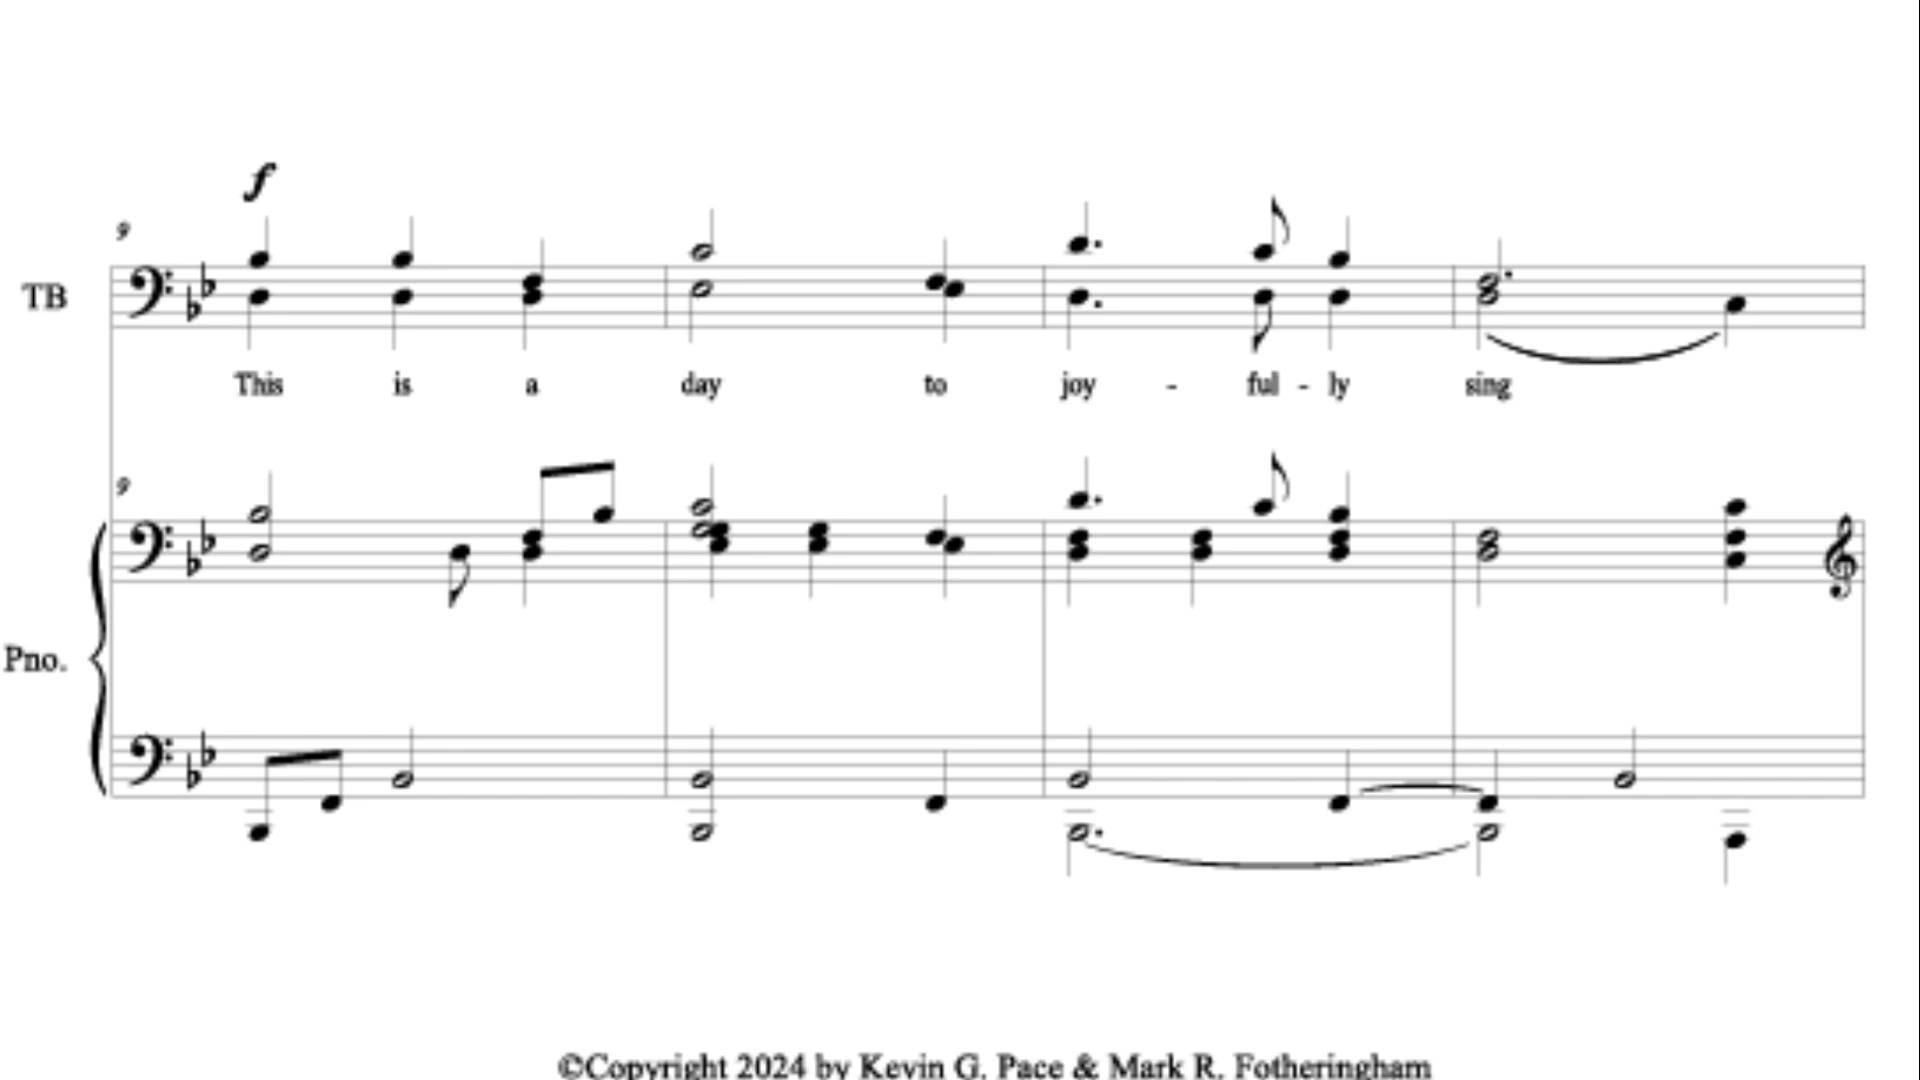 f
9
TB
This is a day to joy - ful - ly sing
9
Pno.
©Copyright 2024 by Kevin G. Pace & Mark R. Fotheringham